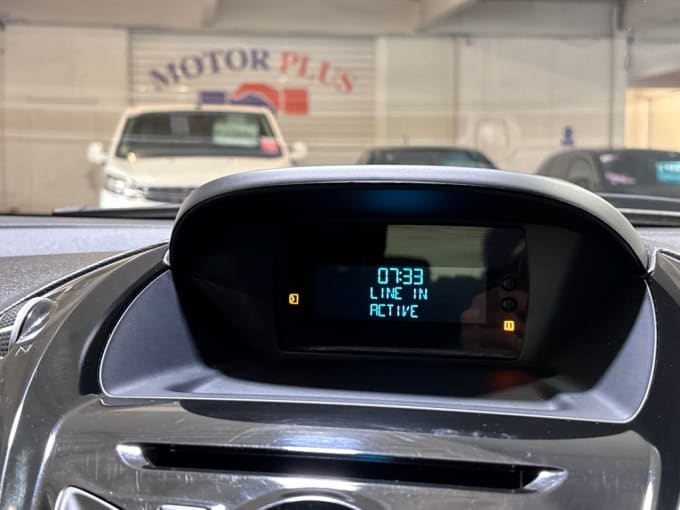 MOTOR PLUS
07:33
LINE IN
ACTIVE